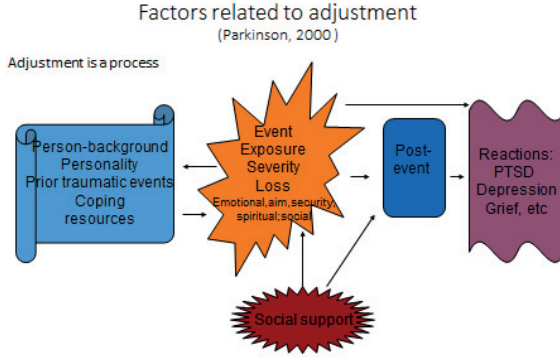 Factors related to adjustment
(Parkinson, 2000 )
Adjustment is a process
Person-background
Personality
Prior traumatic events
Coping
resources
Event
Exposure
Severity
Loss
Emotional,aim,security,
spiritual;social
Post-
event
Reactions:
PTSD
Depression
Grief, etc
Social support